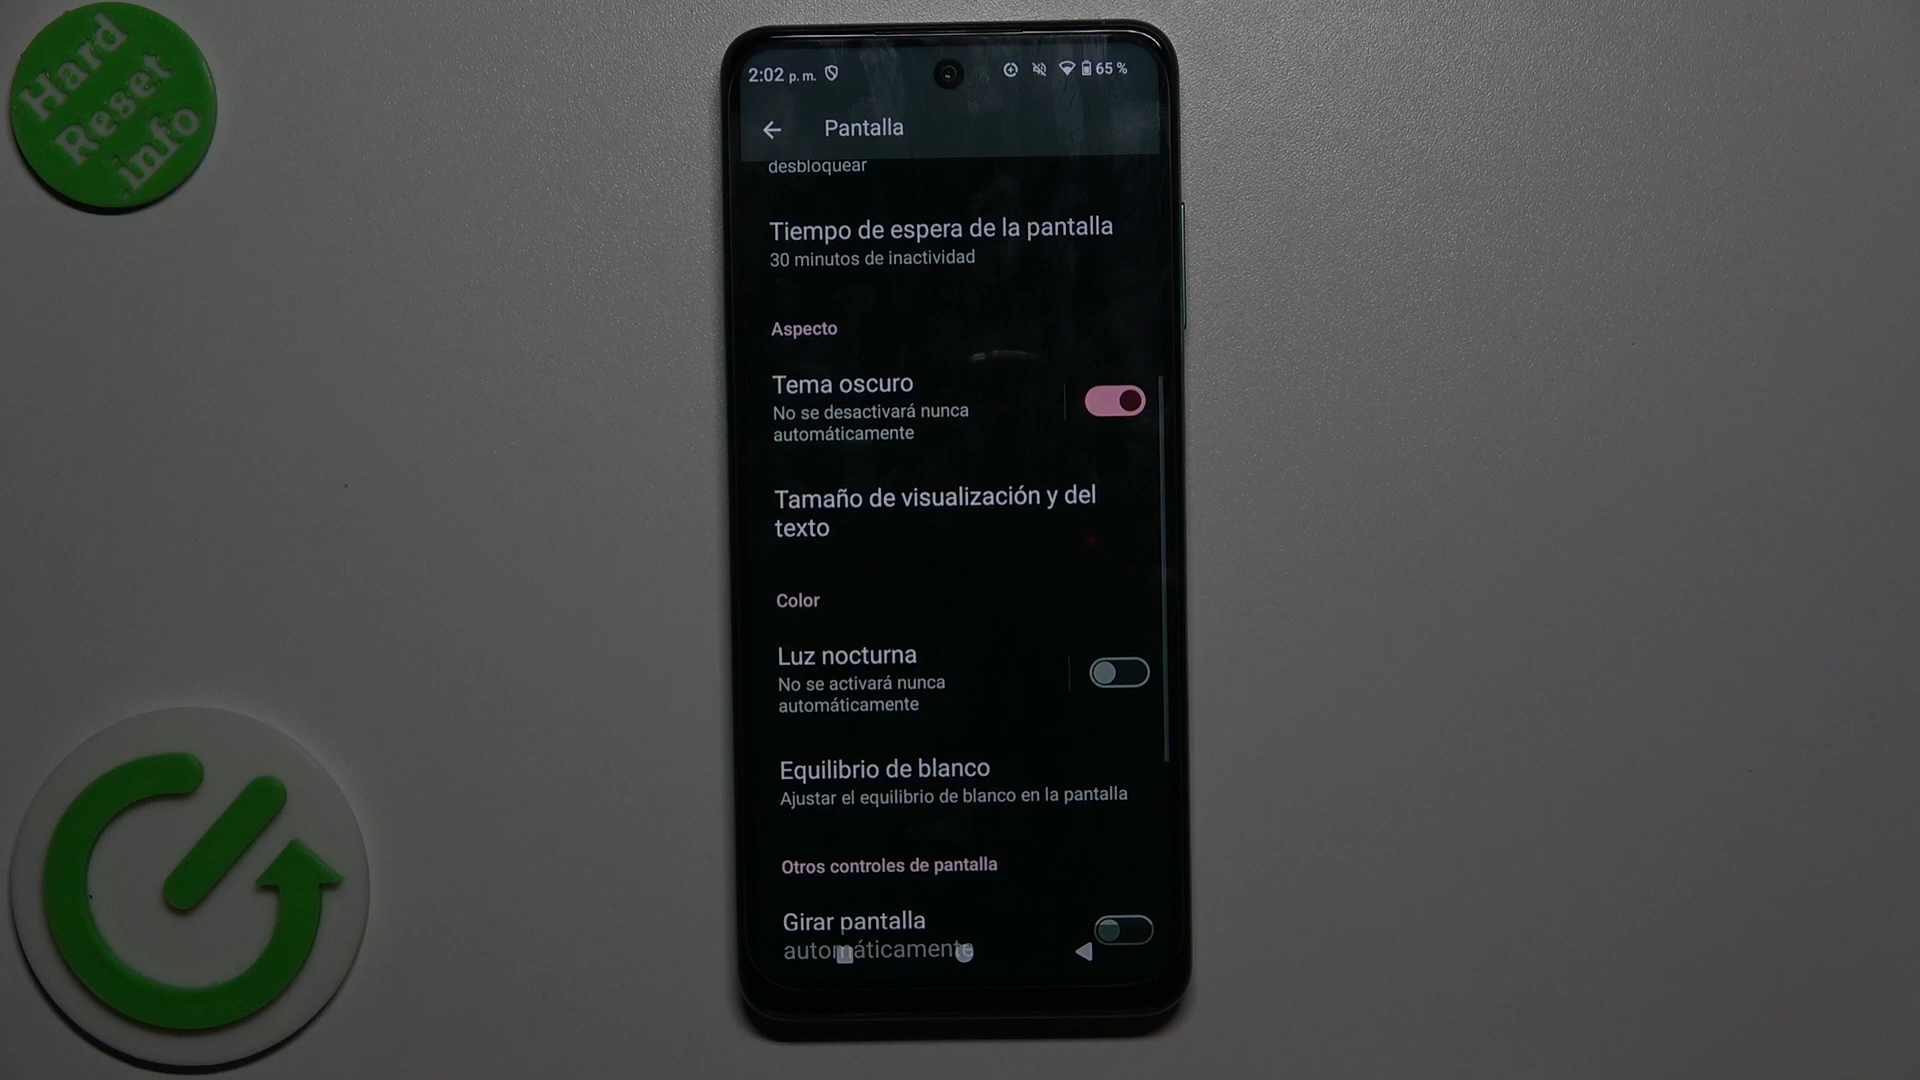 Hard
Reset
.info
2:02 p. m.
65 %
Pantalla
desbloquear
Tiempo de espera de la pantalla
30 minutos de inactividad
Aspecto
Tema oscuro
No se desactivará nunca
automáticamente
Tamaño de visualización y del
texto
Color
Luz nocturna
No se activará nunca
automáticamente
Equilibrio de blanco
Ajustar el equilibrio de blanco en la pantalla
Otros controles de pantalla
Girar pantalla
automáticamente